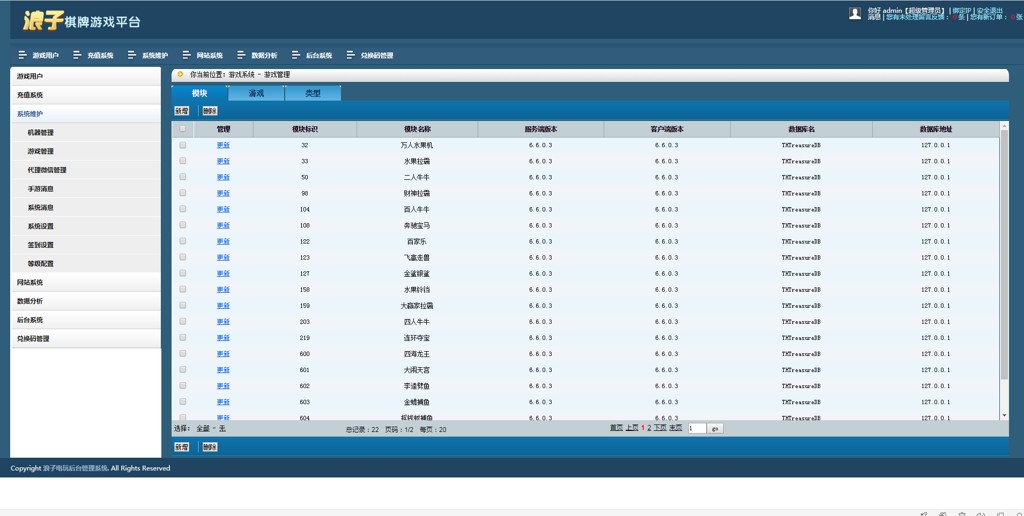 浪子棋牌游戏平台
你好 admin【超级管理员】 | 绑定IP | 安全退出
消息 | 您有未处理留言反馈： 0 条 | 您有新订单： 0 张
游戏用户 充值系统 系统维护 网站系统 数据分析 后台系统 兑换码管理
游戏用户
充值系统
系统维护
机器管理
游戏管理
代理微信管理
手游消息
系统消息
系统设置
签到设置
等级配置
网站系统
数据分析
后台系统
兑换码管理
你当前位置：游戏系统 - 游戏管理
模块 游戏 类型
新增 删除
管理 模块标识 模块名称 服务端版本 客户端版本 数据库名 数据库地址
更新 32 万人水果机 6.6.0.3 6.6.0.3 THTreasureDB 127.0.0.1
更新 33 水果拉霸 6.6.0.3 6.6.0.3 THTreasureDB 127.0.0.1
更新 50 二人牛牛 6.6.0.3 6.6.0.3 THTreasureDB 127.0.0.1
更新 98 财神拉霸 6.6.0.3 6.6.0.3 THTreasureDB 127.0.0.1
更新 104 百人牛牛 6.6.0.3 6.6.0.3 THTreasureDB 127.0.0.1
更新 108 奔驰宝马 6.6.0.3 6.6.0.3 THTreasureDB 127.0.0.1
更新 122 百家乐 6.6.0.3 6.6.0.3 THTreasureDB 127.0.0.1
更新 123 飞禽走兽 6.6.0.3 6.6.0.3 THTreasureDB 127.0.0.1
更新 127 金鲨银鲨 6.6.0.3 6.6.0.3 THTreasureDB 127.0.0.1
更新 158 水果铃铛 6.6.0.3 6.6.0.3 THTreasureDB 127.0.0.1
更新 159 大赢家拉霸 6.6.0.3 6.6.0.3 THTreasureDB 127.0.0.1
更新 203 四人牛牛 6.6.0.3 6.6.0.3 THTreasureDB 127.0.0.1
更新 219 连环夺宝 6.6.0.3 6.6.0.3 THTreasureDB 127.0.0.1
更新 600 四海龙王 6.6.0.3 6.6.0.3 THTreasureDB 127.0.0.1
更新 601 大闹天宫 6.6.0.3 6.6.0.3 THTreasureDB 127.0.0.1
更新 602 李逵劈鱼 6.6.0.3 6.6.0.3 THTreasureDB 127.0.0.1
更新 603 金蟾捕鱼 6.6.0.3 6.6.0.3 THTreasureDB 127.0.0.1
更新 604 摇钱树捕鱼 6.6.0.3 6.6.0.3 THTreasureDB 127.0.0.1
选择： 全部 - 无 总记录：22 页码：1/2 每页：20 首页 上页 1 2 下页 末页 1 go
新增 删除
Copyright 浪子电玩后台管理系统. All Rights Reserved